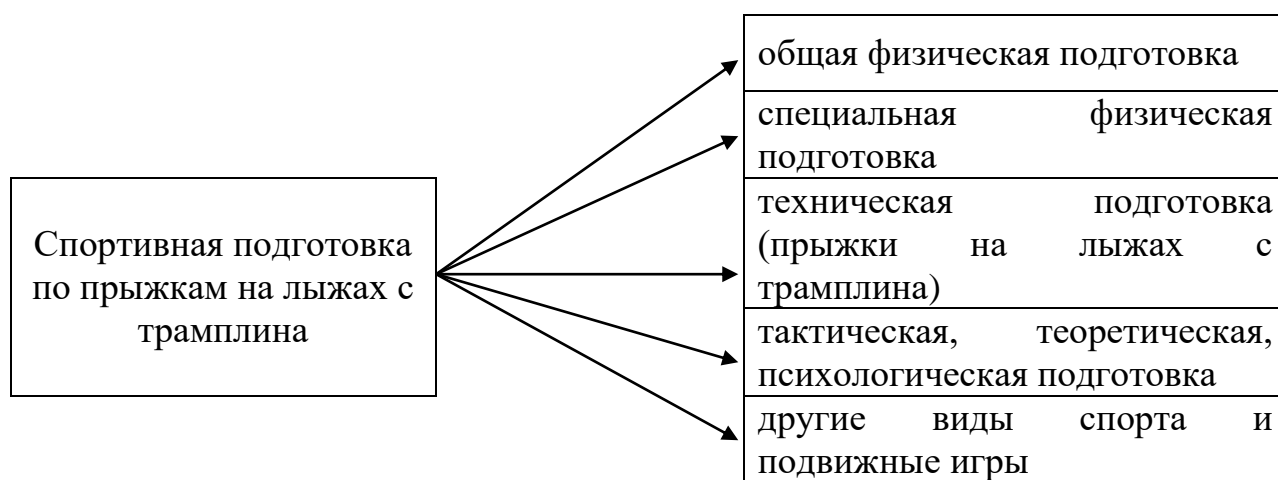 Спортивная подготовка
по прыжкам на лыжах с
трамплина
общая физическая подготовка
специальная физическая
подготовка
техническая подготовка
(прыжки на лыжах с
трамплина)
тактическая, теоретическая,
психологическая подготовка
другие виды спорта и
подвижные игры